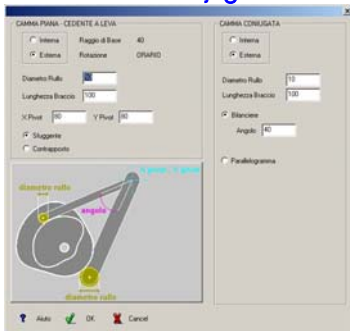 CAMMA PIANA - CEDENTE A LEVA
Interna
Raggio di Base
40
Esterna
Rotazione
ORARIO
Diametro Rullo
Lunghezza Braccio
100
X Pivot
80
Y Pivot
80
Sfuggente
Contrapposto
CAMMA CONIUGATA
Interna
Esterna
Diametro Rullo
10
Lunghezza Braccio
100
Bilanciere
Angolo
40
Parallelogramma
diametro rullo
angolo
X pivot - Y pivot
diametro rullo
? Aiuto
OK
Cancel